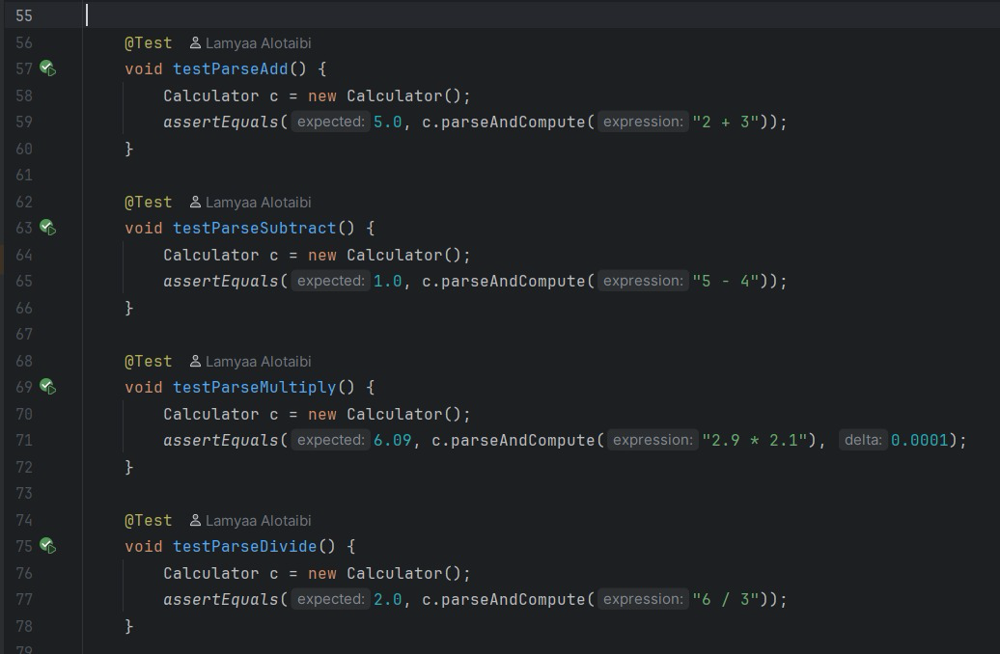 55
56 @Test Lamyaa Alotaibi
57 void testParseAdd() {
58 Calculator c = new Calculator();
59 assertEquals( expected: 5.0, c.parseAndCompute( expression: "2 + 3"));
60 }
61
62 @Test Lamyaa Alotaibi
63 void testParseSubtract() {
64 Calculator c = new Calculator();
65 assertEquals( expected: 1.0, c.parseAndCompute( expression: "5 - 4"));
66 }
67
68 @Test Lamyaa Alotaibi
69 void testParseMultiply() {
70 Calculator c = new Calculator();
71 assertEquals( expected: 6.09, c.parseAndCompute( expression: "2.9 * 2.1"), delta: 0.0001);
72 }
73
74 @Test Lamyaa Alotaibi
75 void testParseDivide() {
76 Calculator c = new Calculator();
77 assertEquals( expected: 2.0, c.parseAndCompute( expression: "6 / 3"));
78 }
79